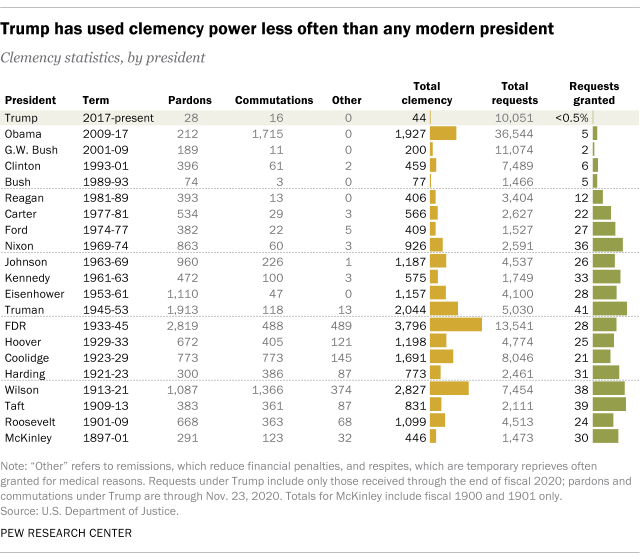 Trump has used clemency power less often than any modern president
Clemency statistics, by president
Total Total Requests
President Term Pardons Commutations Other clemency requests granted
Trump 2017-present 28 16 0 44 10,051 <0.5%
Obama 2009-17 212 1,715 0 1,927 36,544 5
G.W. Bush 2001-09 189 11 0 200 11,074 2
Clinton 1993-01 396 61 2 459 7,489 6
Bush 1989-93 74 3 0 77 1,466 5
Reagan 1981-89 393 13 0 406 3,404 12
Carter 1977-81 534 29 3 566 2,627 22
Ford 1974-77 382 22 5 409 1,527 27
Nixon 1969-74 863 60 3 926 2,591 36
Johnson 1963-69 960 226 1 1,187 4,537 26
Kennedy 1961-63 472 100 3 575 1,749 33
Eisenhower 1953-61 1,110 47 0 1,157 4,100 28
Truman 1945-53 1,913 118 13 2,044 5,030 41
FDR 1933-45 2,819 488 489 3,796 13,541 28
Hoover 1929-33 672 405 121 1,198 4,774 25
Coolidge 1923-29 773 773 145 1,691 8,046 21
Harding 1921-23 300 386 87 773 2,461 31
Wilson 1913-21 1,087 1,366 374 2,827 7,454 38
Taft 1909-13 383 361 87 831 2,111 39
Roosevelt 1901-09 668 363 68 1,099 4,513 24
McKinley 1897-01 291 123 32 446 1,473 30
Note: “Other” refers to remissions, which reduce financial penalties, and respites, which are temporary reprieves often
granted for medical reasons. Requests under Trump include only those received through the end of fiscal 2020; pardons and
commutations under Trump are through Nov. 23, 2020. Totals for McKinley include fiscal 1900 and 1901 only.
Source: U.S. Department of Justice.
PEW RESEARCH CENTER